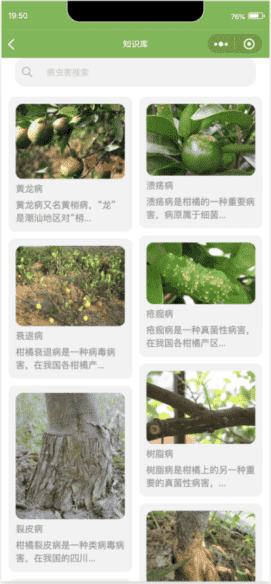 19:50
76%
知识库
病虫害搜索
黄龙病
黄龙病又名黄梢病，“龙”
是潮汕地区对“梢...
溃疡病
溃疡病是柑橘的一种重要病
害，病原属于细菌...
衰退病
柑橘衰退病是一种病毒病
害，在我国各柑橘产...
疮痂病
疮痂病是一种真菌性病害，
在我国各柑橘产区...
树脂病
树脂病是柑橘上的另一种重
要的真菌性病害，...
裂皮病
柑橘裂皮病是一种类病毒病
害，在我国的四川...